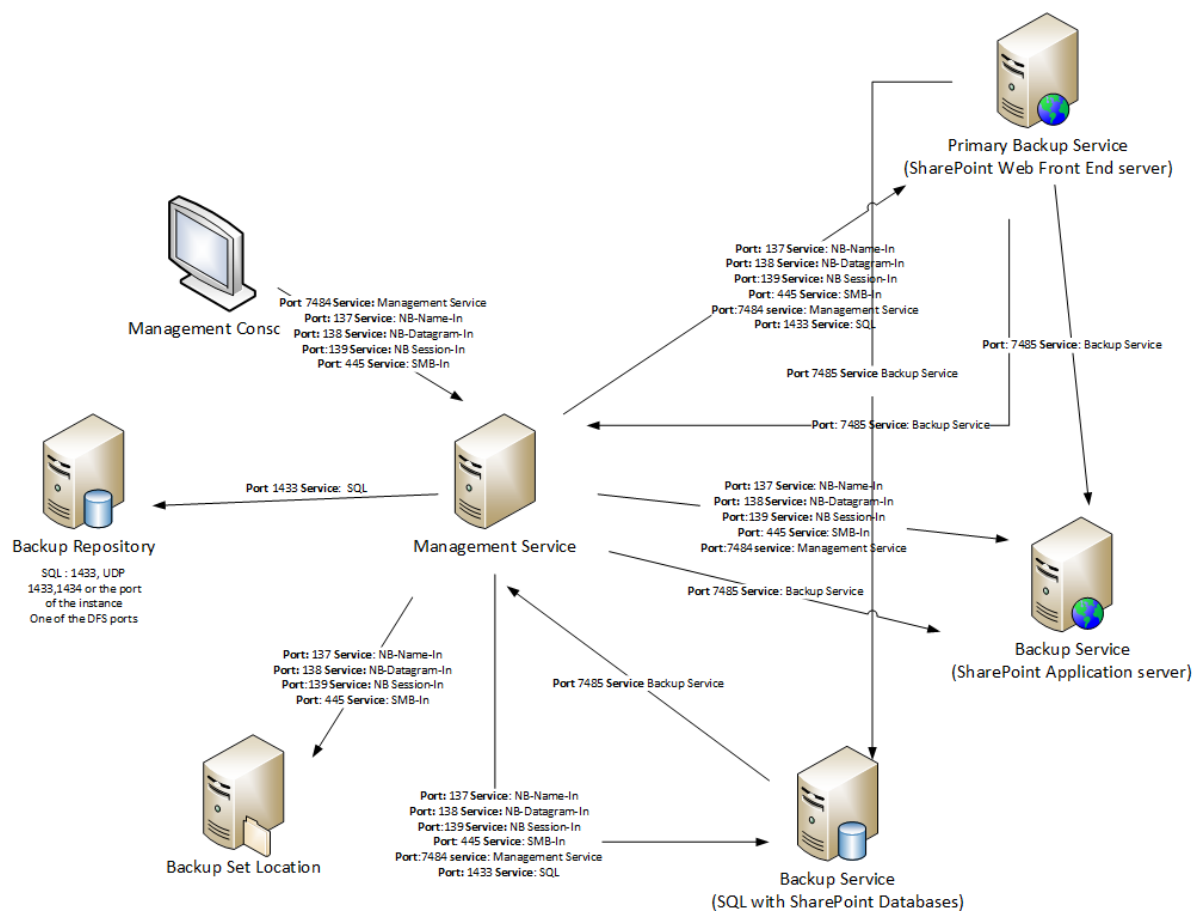 Primary Backup Service
(SharePoint Web Front End server)
Port: 137 Service: NB-Name-In
Port: 138 Service: NB-Datagram-In
Port:139 Service: NB Session-In
Port: 445 Service: SMB-In
Port:7484 service: Management Service
Port: 1433 Service: SQL
Port 7484 Service: Management Service
Port: 137 Service: NB-Name-In
Port: 138 Service: NB-Datagram-In
Port:139 Service: NB Session-In
Port: 445 Service: SMB-In
Management Consc
Port: 7485 Service: Backup Service
Port 7485 Service Backup Service
Port: 7485 Service: Backup Service
Port 1433 Service: SQL
Port: 137 Service: NB-Name-In
Port: 138 Service: NB-Datagram-In
Port:139 Service: NB Session-In
Port: 445 Service: SMB-In
Port:7484 service: Management Service
Backup Repository
SQL : 1433, UDP
1433,1434 or the port
of the instance
One of the DFS ports
Management Service
Port 7485 Service: Backup Service
Backup Service
(SharePoint Application server)
Port: 137 Service: NB-Name-In
Port: 138 Service: NB-Datagram-In
Port:139 Service: NB Session-In
Port: 445 Service: SMB-In
Port 7485 Service Backup Service
Backup Set Location
Port: 137 Service: NB-Name-In
Port: 138 Service: NB-Datagram-In
Port:139 Service: NB Session-In
Port: 445 Service: SMB-In
Port:7484 service: Management Service
Port: 1433 Service: SQL
Backup Service
(SQL with SharePoint Databases)